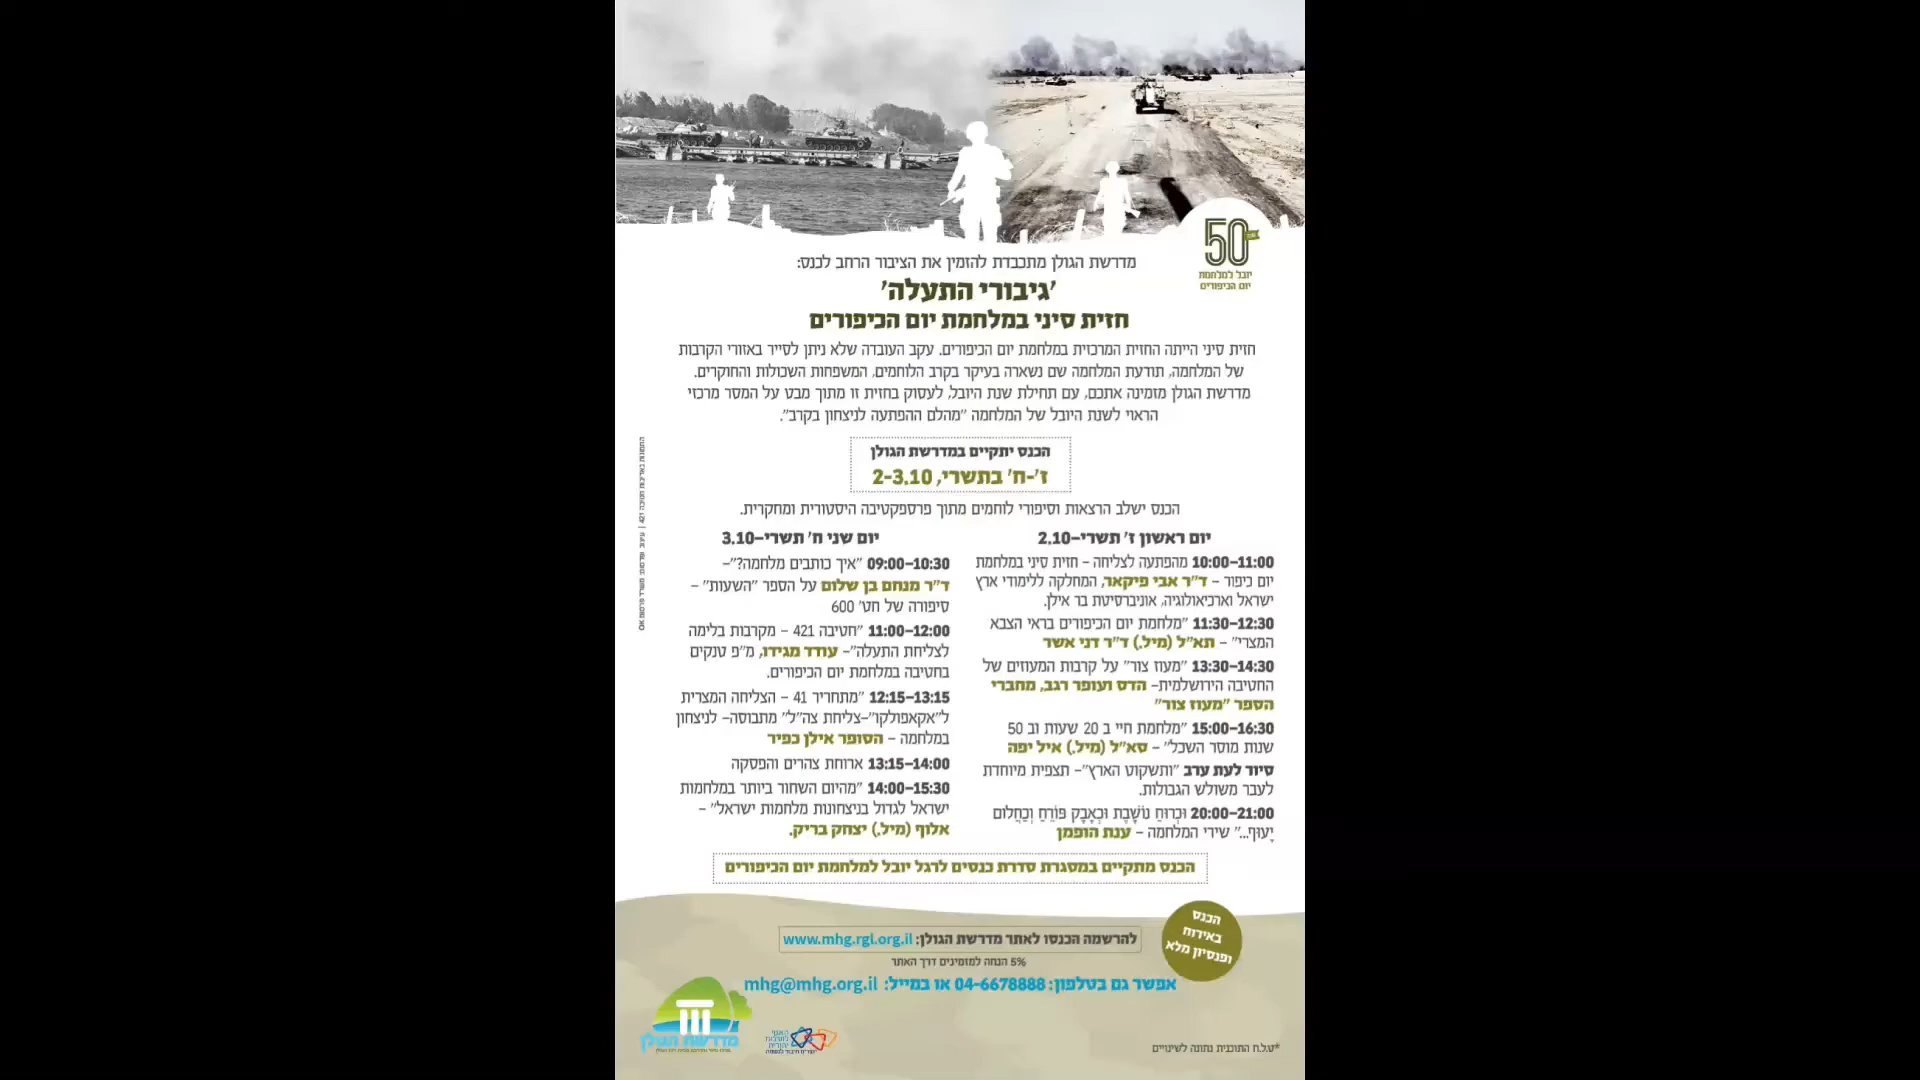 50
יובל למלחמת
יום הכיפורים
מדרשת הגולן מתכבדת להזמין את הציבור הרחב לכנס:
'גיבורי התעלה'
חזית סיני במלחמת יום הכיפורים
חזית סיני הייתה החזית המרכזית במלחמת יום הכיפורים. עקב העובדה שלא ניתן לסייר באזורי הקרבות
של המלחמה, תודעת המלחמה שם נשארה בעיקר בקרב הלוחמים, המשפחות השכולות והחוקרים.
מדרשת הגולן מזמינה אתכם, עם תחילת שנת היובל, לעסוק בחזית זו מתוך מבט על המסר מרכזי
הראוי לשנת היובל של המלחמה "מהלם ההפתעה לניצחון בקרב".
הכנס יתקיים במדרשת הגולן
ז'-ח' בתשרי, 2-3.10
הכנס ישלב הרצאות וסיפורי לוחמים מתוך פרספקטיבה היסטורית ומחקרית.
יום ראשון ז' תשרי–2.10
10:00–11:00 מהפתעה לצליחה – חזית סיני במלחמת
יום כיפור – ד"ר אבי פיקאר, המחלקה ללימודי ארץ
ישראל וארכיאולוגיה, אוניברסיטת בר אילן.
11:30–12:30 "מלחמת יום הכיפורים בראי הצבא
המצרי" – תא"ל (מיל.) ד"ר דני אשר
13:30–14:30 "מעוז צור" על קרבות המעוזים של
החטיבה הירושלמית– הדס ועופר רגב, מחברי
הספר "מעוז צור"
15:00–16:30 "מלחמת חיי ב 20 שעות וב 50
שנות מוסר השכל" – סא"ל (מיל.) איל יפה
סיור לעת ערב "ותשקוט הארץ"– תצפית מיוחדת
לעבר משולש הגבולות.
20:00–21:00 וּכְרוּחַ נוֹשָׁבֶת וּכְאָבָק פּוֹרֵחַ וְכַחֲלוֹם
יָעוּף..." שירי המלחמה – ענת הופמן
יום שני ח' תשרי–3.10
09:00–10:30 "איך כותבים מלחמה?"–
ד"ר מנחם בן שלום על הספר "השעות" –
סיפורה של חט' 600
11:00–12:00 "חטיבה 421 – מקרבות בלימה
לצליחת התעלה"– עודד מגידו, מ"פ טנקים
בחטיבה במלחמת יום הכיפורים.
12:15–13:15 "מתחריר 41 – הצליחה המצרית
ל"אקאפולקו"–צליחת צה"ל" מתבוסה– לניצחון
במלחמה – הסופר אילן כפיר
13:15–14:00 ארוחת צהרים והפסקה
14:00–15:30 "מהיום השחור ביותר במלחמות
ישראל לגדול בניצחונות מלחמות ישראל" –
אלוף (מיל.) יצחק בריק.
הכנס מתקיים במסגרת סדרת כנסים לרגל יובל למלחמת יום הכיפורים
הכנס
באירוח
ופנסיון מלא
להרשמה הכנסו לאתר מדרשת הגולן: www.mhg.rgl.org.il
5% הנחה למזמינים דרך האתר
אפשר גם בטלפון: 04-6678888 או במייל: mhg@mhg.org.il
מדרשת הגולן
*ט.ל.ח התוכנית נתונה לשינויים